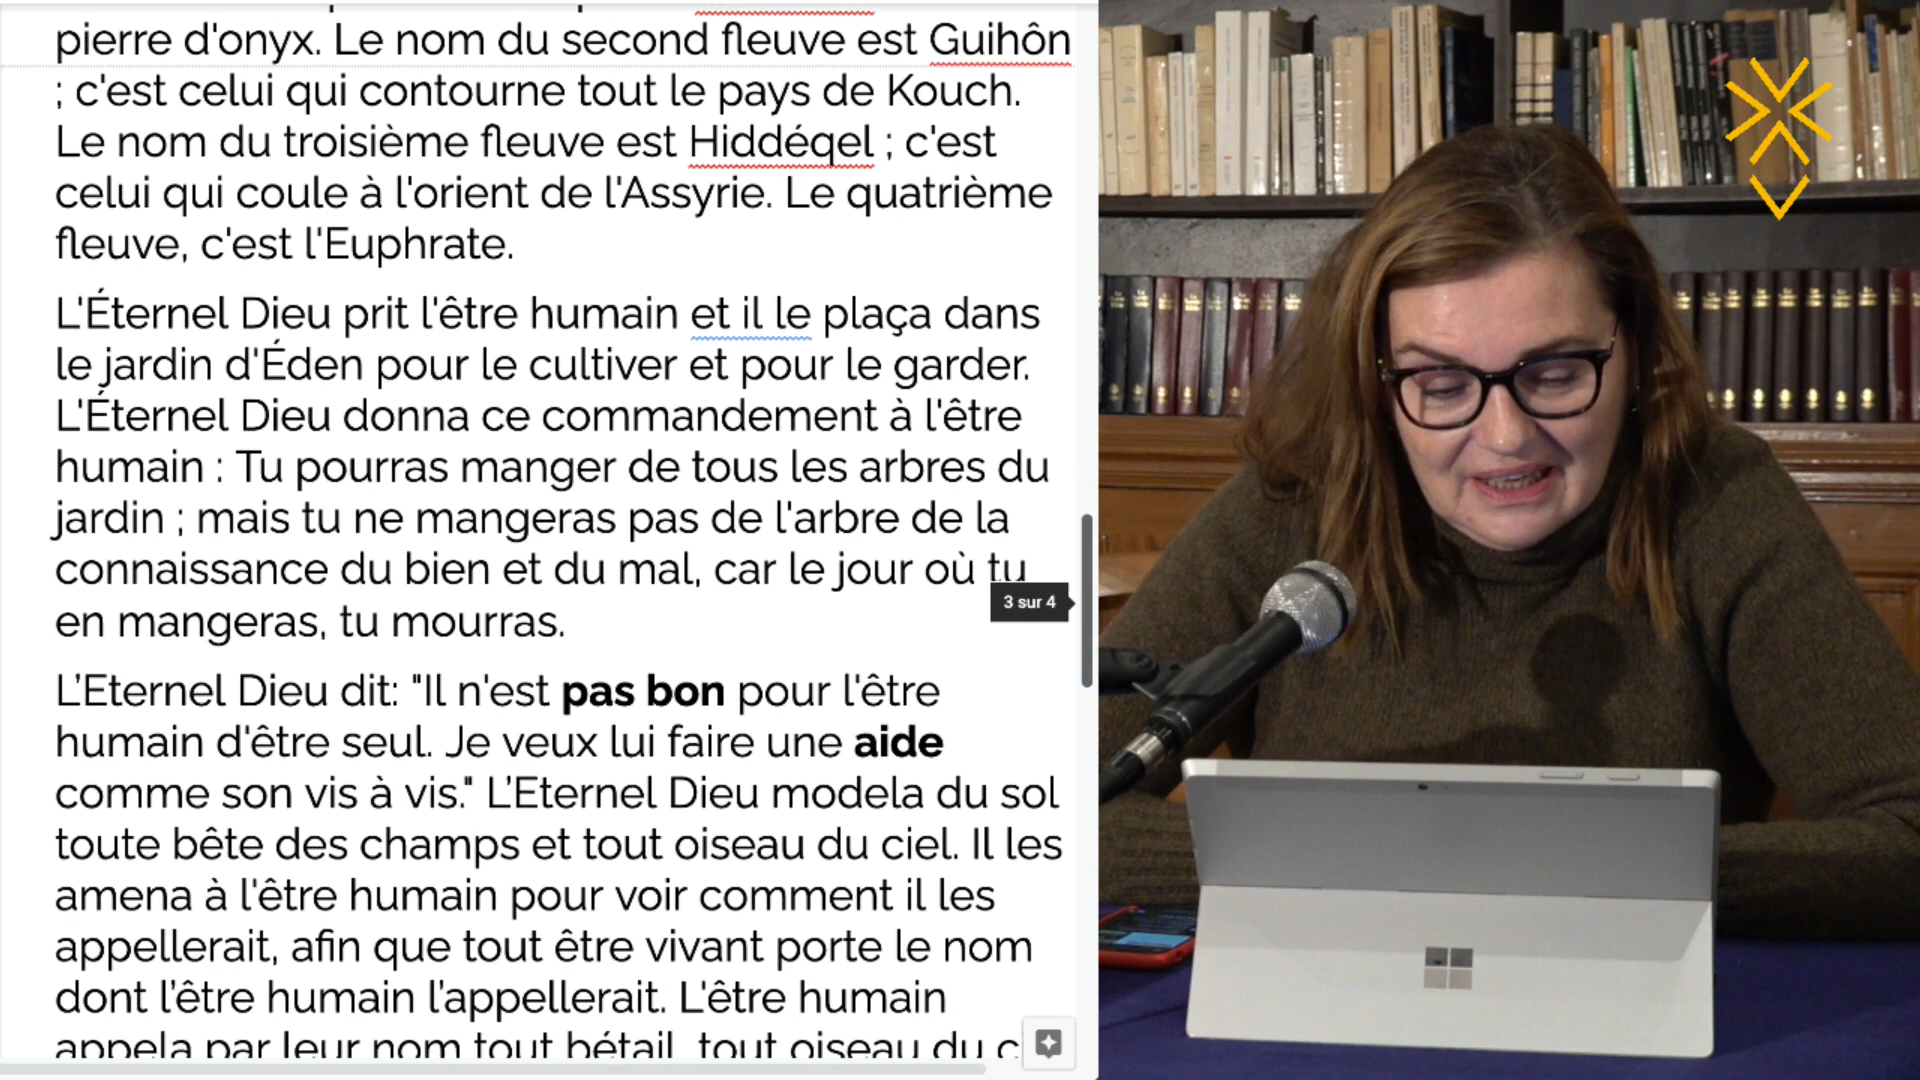 pierre d'onyx. Le nom du second fleuve est Guihôn
; c'est celui qui contourne tout le pays de Kouch.
Le nom du troisième fleuve est Hiddéqel ; c'est
celui qui coule à l'orient de l'Assyrie. Le quatrième
fleuve, c'est l'Euphrate.
L'Éternel Dieu prit l'être humain et il le plaça dans
le jardin d'Éden pour le cultiver et pour le garder.
L'Éternel Dieu donna ce commandement à l'être
humain : Tu pourras manger de tous les arbres du
jardin ; mais tu ne mangeras pas de l'arbre de la
connaissance du bien et du mal, car le jour où tu
en mangeras, tu mourras.
3 sur 4
L’Eternel Dieu dit: "Il n'est pas bon pour l'être
humain d'être seul. Je veux lui faire une aide
comme son vis à vis." L’Eternel Dieu modela du sol
toute bête des champs et tout oiseau du ciel. Il les
amena à l'être humain pour voir comment il les
appellerait, afin que tout être vivant porte le nom
dont l’être humain l’appellerait. L'être humain
appela par leur nom tout bétail, tout oiseau du c